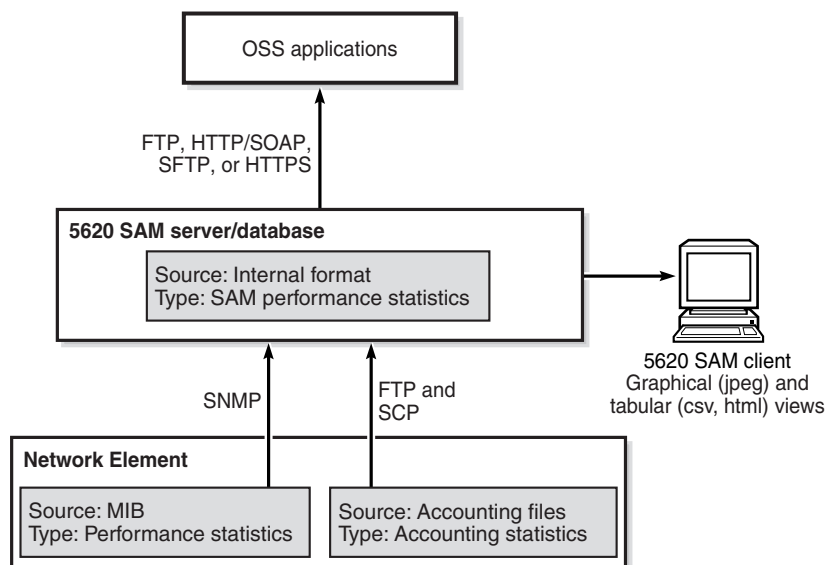 OSS applications
FTP, HTTP/SOAP,
SFTP, or HTTPS
5620 SAM server/database
Source: Internal format
Type: SAM performance statistics
5620 SAM client
Graphical (jpeg) and
tabular (csv, html) views
SNMP
FTP and
SCP
Network Element
Source: MIB
Type: Performance statistics
Source: Accounting files
Type: Accounting statistics